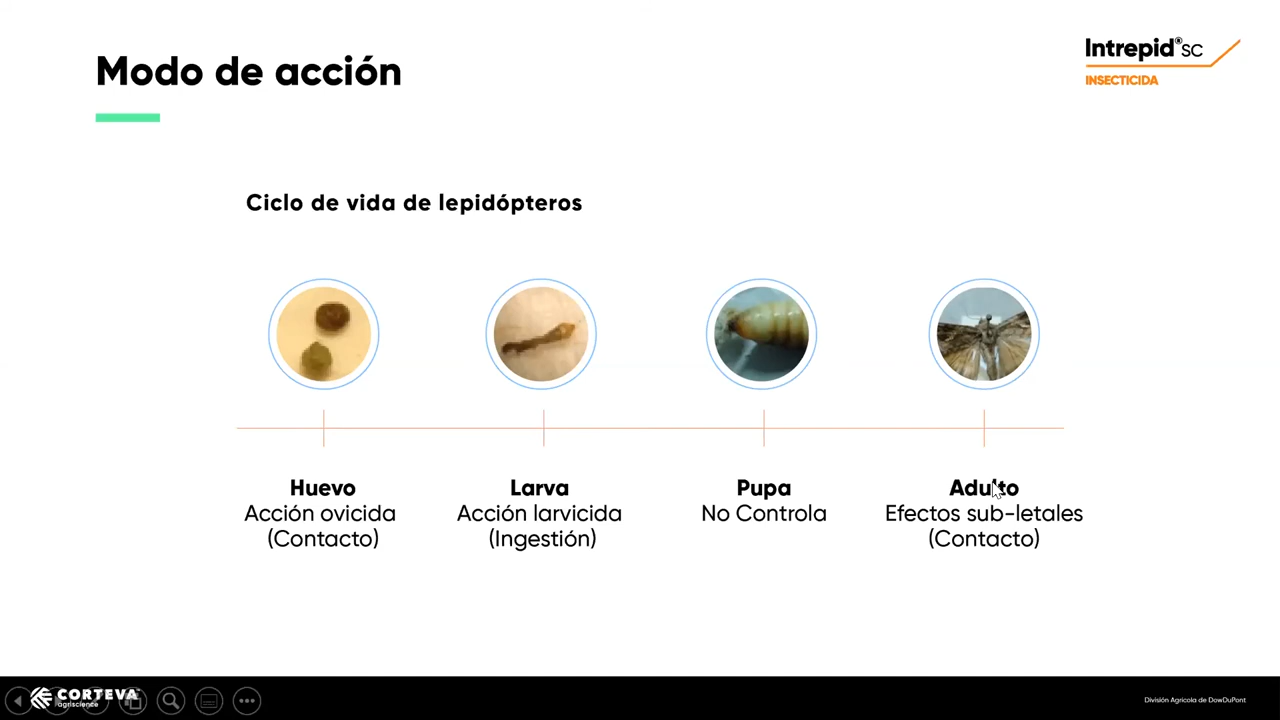 Modo de acción
Intrepid® SC
INSECTICIDA
Ciclo de vida de lepidópteros
Huevo
Acción ovicida
(Contacto)
Larva
Acción larvicida
(Ingestión)
Pupa
No Controla
Adulto
Efectos sub-letales
(Contacto)
CORTEVA
agriscience
División Agrícola de DowDuPont